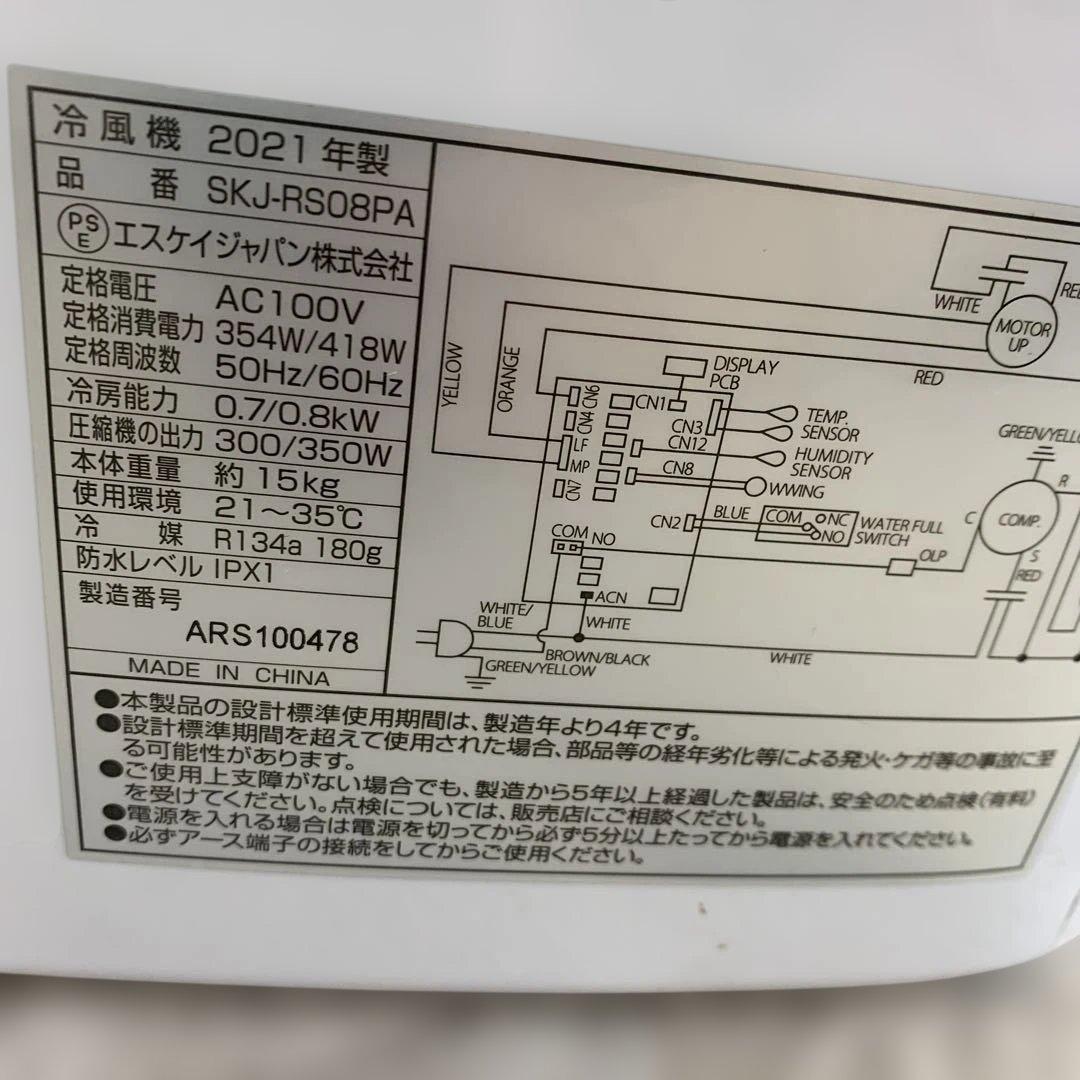 冷風機 2021年製
品番 SKJ-RS08PA
PSE エスケイジャパン株式会社
定格電圧 AC100V
定格消費電力 354W/418W
定格周波数 50Hz/60Hz
冷房能力 0.7/0.8kW
圧縮機の出力 300/350W
本体重量 約15kg
使用環境 21～35℃
冷媒 R134a 180g
防水レベル IPX1
製造番号
ARS100478
MADE IN CHINA
YELLOW
ORANGE
WHITE
RED
MOTOR
UP
RED
DISPLAY
PCB
CN6
CN1
CN4
CN3
TEMP.
SENSOR
LF
CN12
HUMIDITY
SENSOR
MP
CN8
WWING
CN7
CN2
BLUE
COM
NC
NO
WATER FULL
SWITCH
GREEN/YELLO
R
C
COMP.
S
COM NO
OLP
RED
ACN
WHITE/
BLUE
WHITE
BROWN/BLACK
WHITE
GREEN/YELLOW
●本製品の設計標準使用期間は、製造年より4年です。
●設計標準期間を超えて使用された場合、部品等の経年劣化等による発火・ケガ等の事故に至
る可能性があります。
●ご使用上支障がない場合でも、製造から5年以上経過した製品は、安全のため点検(有料)
を受けてください。点検については、販売店にご相談ください。
●電源を入れる場合は電源を切ってから必ず5分以上たってから電源を入れてください。
●必ずアース端子の接続をしてからご使用ください。